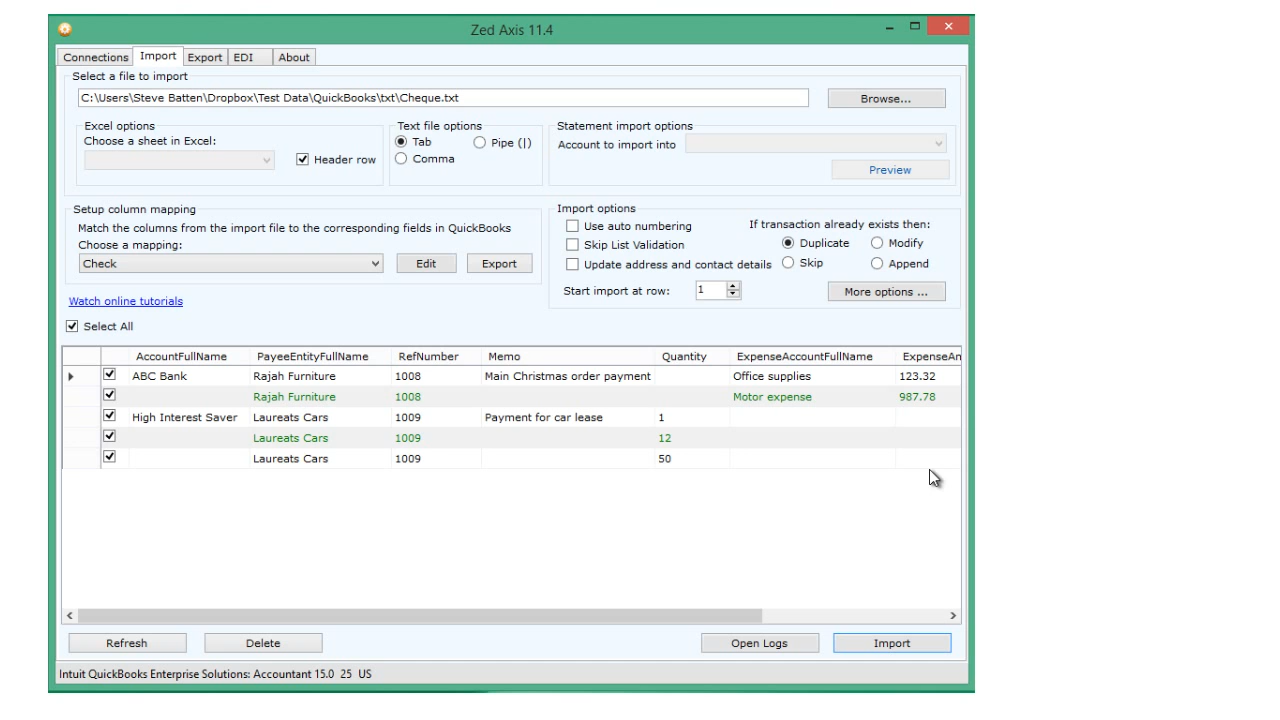 Zed Axis 11.4
Connections Import Export EDI About
Select a file to import
C:\Users\Steve Batten\Dropbox\Test Data\QuickBooks\txt\Cheque.txt Browse...
Excel options Text file options Statement import options
Choose a sheet in Excel: Tab Pipe (|) Account to import into
Header row Comma
Preview
Setup column mapping Import options
Match the columns from the import file to the corresponding fields in QuickBooks Use auto numbering If transaction already exists then:
Choose a mapping: Skip List Validation Duplicate Modify
Check Edit Export Update address and contact details Skip Append
Start import at row: 1 More options ...
Watch online tutorials
Select All
AccountFullName PayeeEntityFullName RefNumber Memo Quantity ExpenseAccountFullName ExpenseAn
ABC Bank Rajah Furniture 1008 Main Christmas order payment Office supplies 123.32
Rajah Furniture 1008 Motor expense 987.78
High Interest Saver Laureats Cars 1009 Payment for car lease 1
Laureats Cars 1009 12
Laureats Cars 1009 50
Refresh Delete Open Logs Import
Intuit QuickBooks Enterprise Solutions: Accountant 15.0 25 US